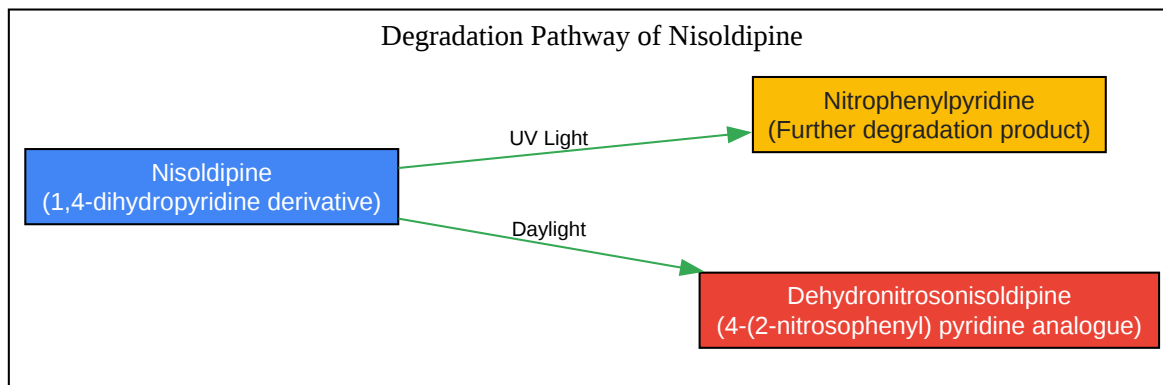 Degradation Pathway of Nisoldipine
Nisoldipine
(1,4-dihydropyridine derivative)
UV Light
Nitrophenylpyridine
(Further degradation product)
Daylight
Dehydronitrosonisoldipine
(4-(2-nitrosophenyl) pyridine analogue)